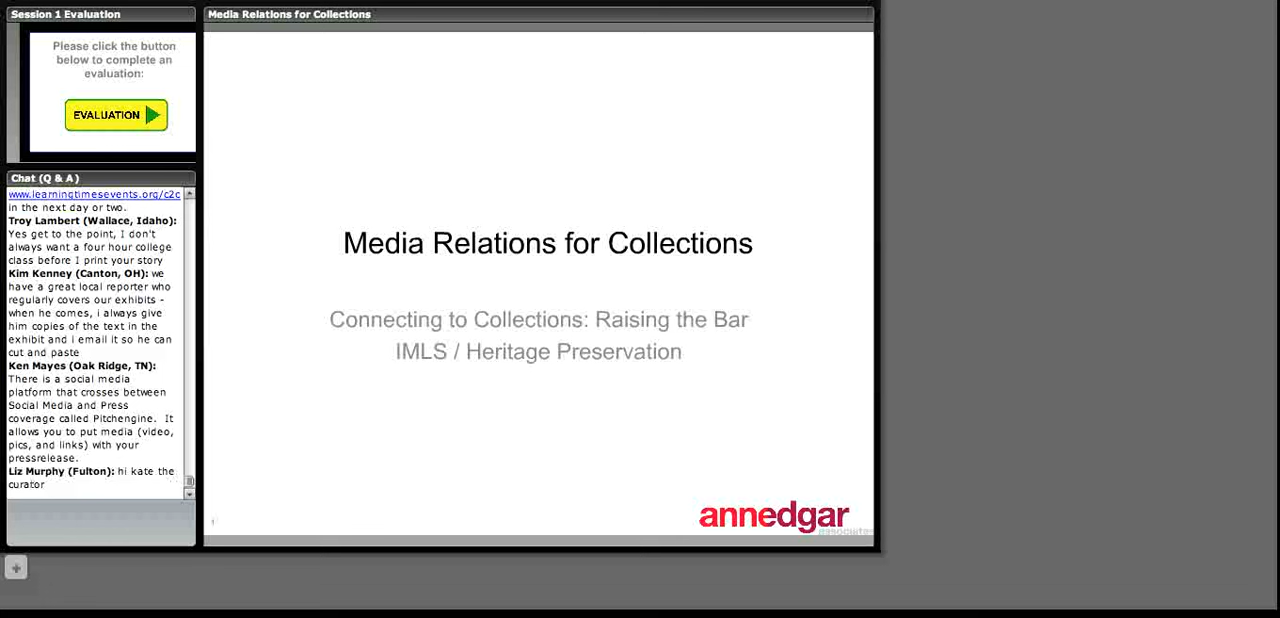 Session 1 Evaluation
Please click the button
below to complete an
evaluation:
EVALUATION
Chat (Q & A)
www.learningtimesevents.org/c2c
in the next day or two.
Troy Lambert (Wallace, Idaho):
Yes get to the point, I don't
always want a four hour college
class before I print your story
Kim Kenney (Canton, OH): we
have a great local reporter who
regularly covers our exhibits -
when he comes, i always give
him copies of the text in the
exhibit and i email it so he can
cut and paste
Ken Mayes (Oak Ridge, TN):
There is a social media
platform that crosses between
Social Media and Press
coverage called Pitchengine.  It
allows you to put media (video,
pics, and links) with your
pressrelease.
Liz Murphy (Fulton): hi kate the
curator
Media Relations for Collections
Media Relations for Collections
Connecting to Collections: Raising the Bar
IMLS / Heritage Preservation
1
annedgar
associates